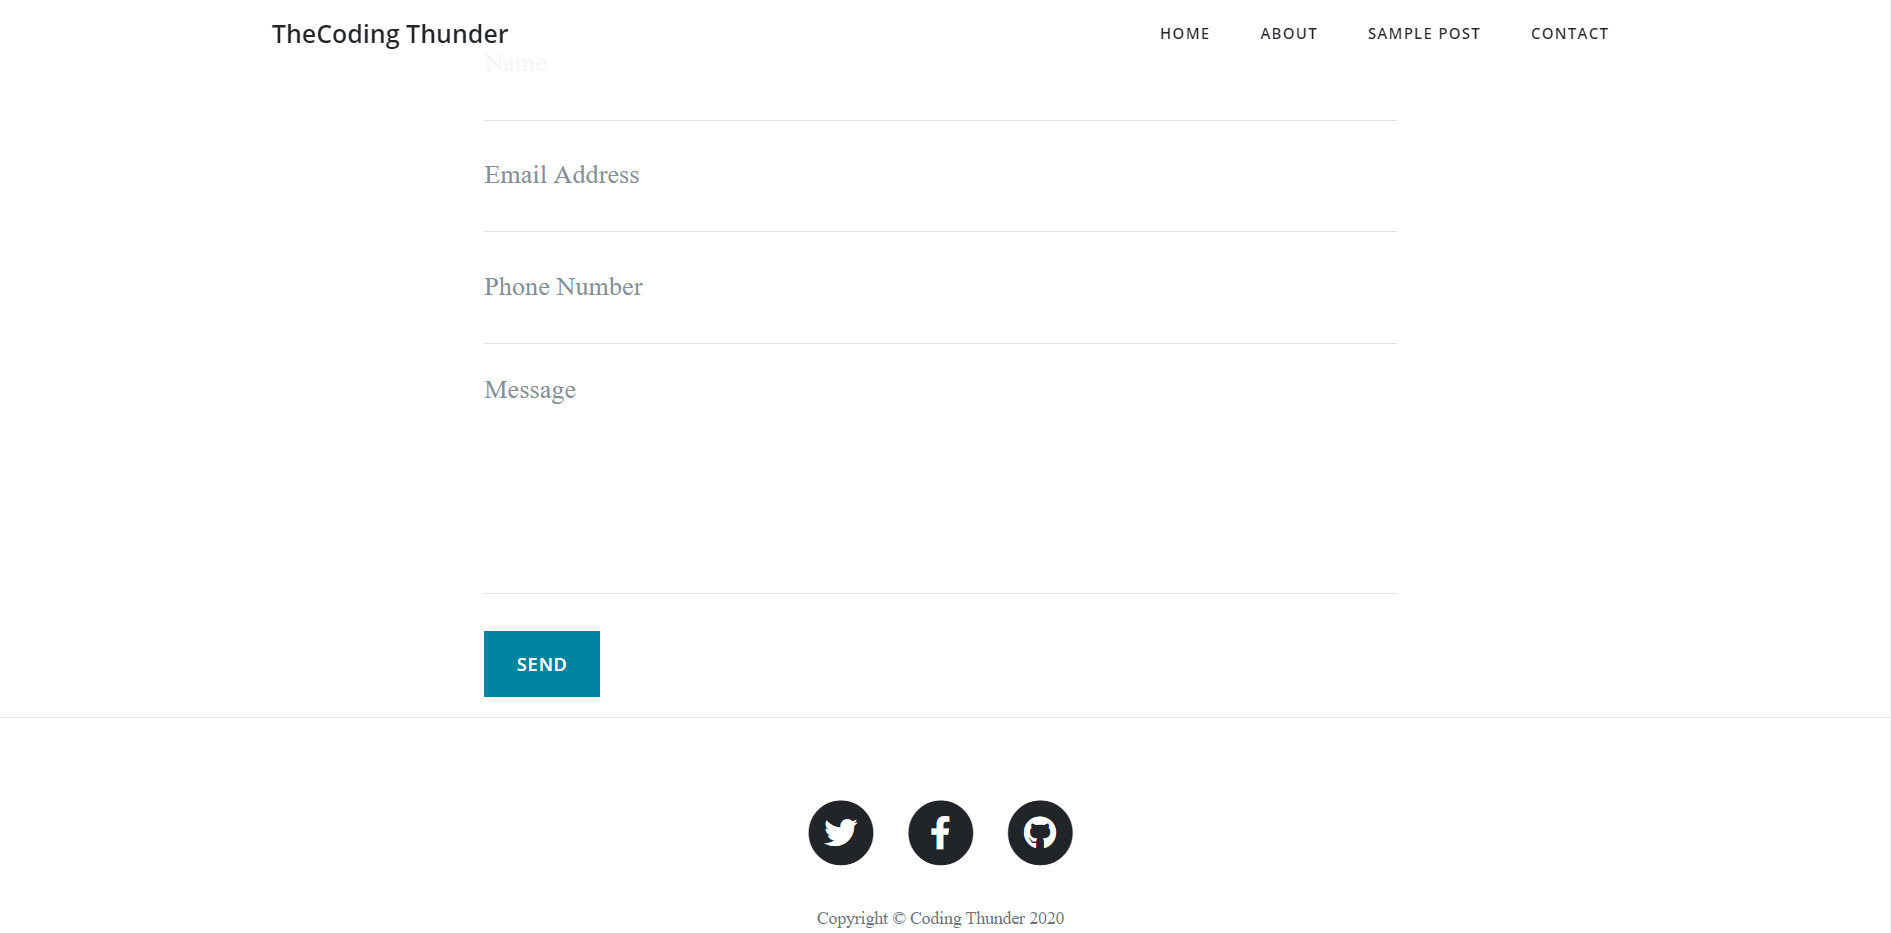 TheCoding Thunder
HOME ABOUT SAMPLE POST CONTACT
Name
Email Address
Phone Number
Message
SEND
Copyright © Coding Thunder 2020